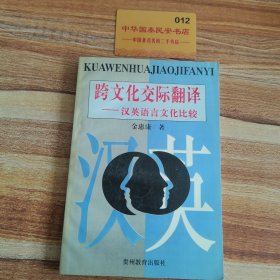 012
中华国泰民安书店
KUAWENHUAJIAOJIFANYI
跨文化交际翻译
——汉英语言文化比较
金惠康 著
汉英
贵州教育出版社